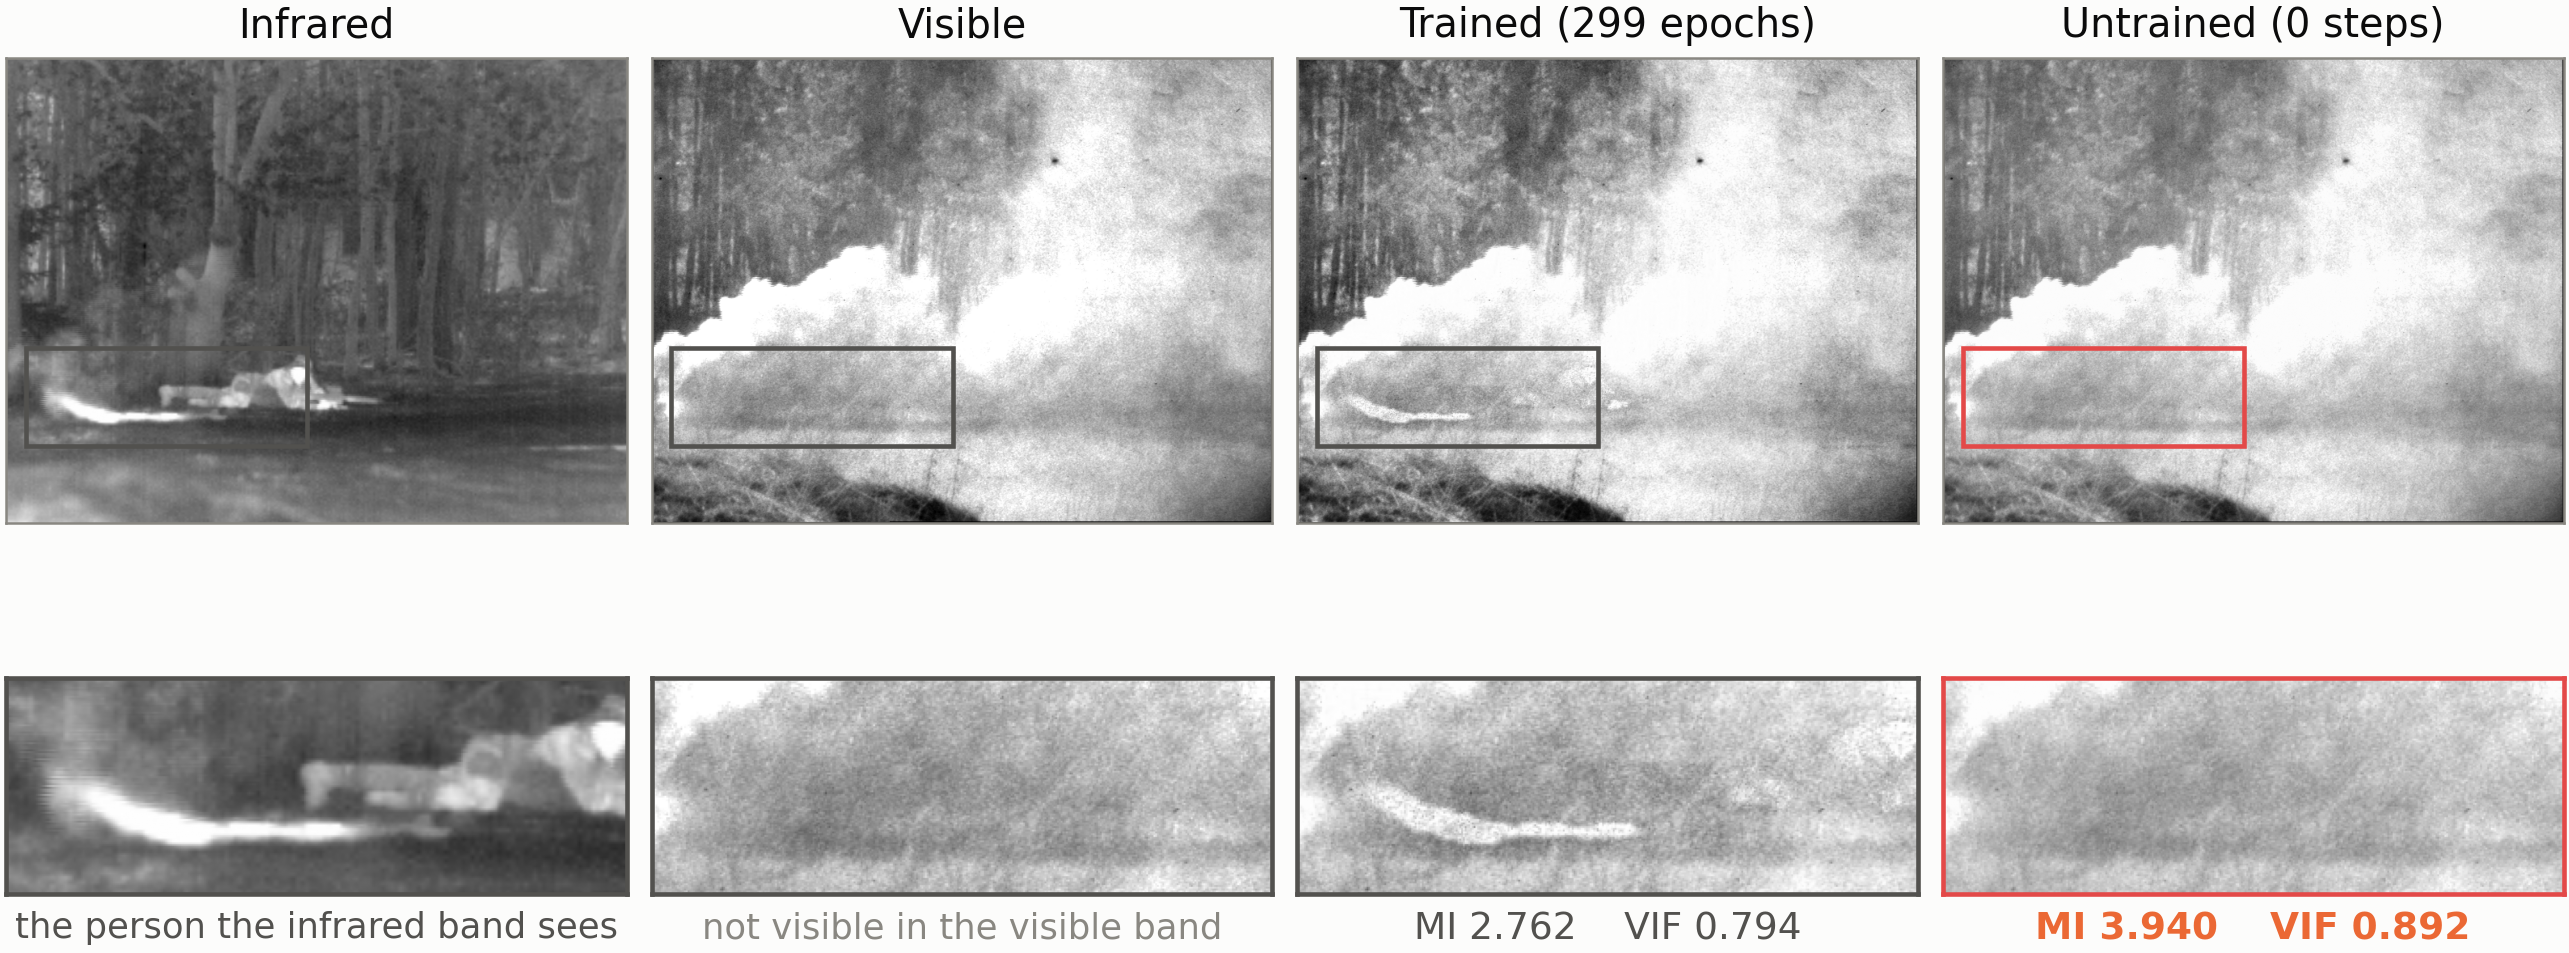 Infrared
Visible
Trained (299 epochs)
Untrained (0 steps)
the person the infrared band sees
not visible in the visible band
MI 2.762 VIF 0.794
MI 3.940 VIF 0.892